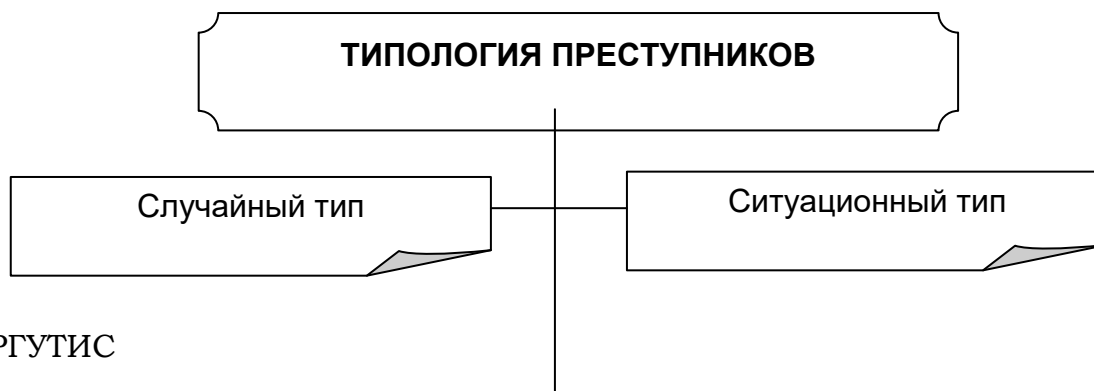 ТИПОЛОГИЯ ПРЕСТУПНИКОВ
Случайный тип
Ситуационный тип
РГУТИС